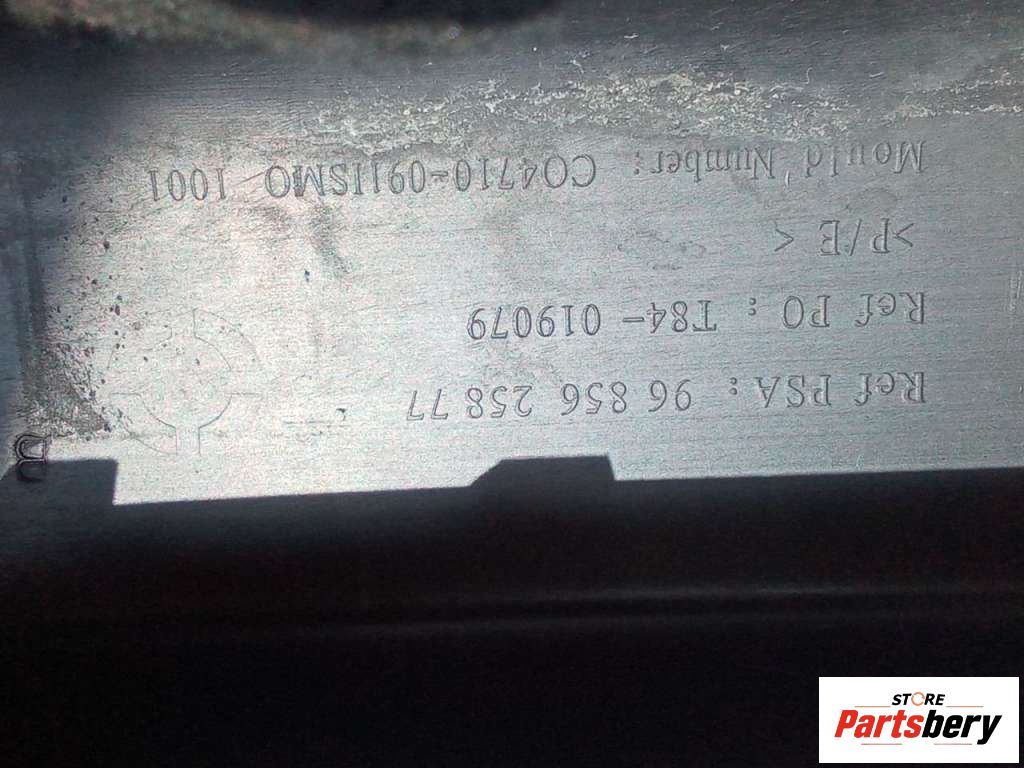 Ref PSA : 96 856 258 77
Ref PO : T84- 019079
>P/E <
Mould Number: CO4710-0911SMO 1001
STORE
Partsbery